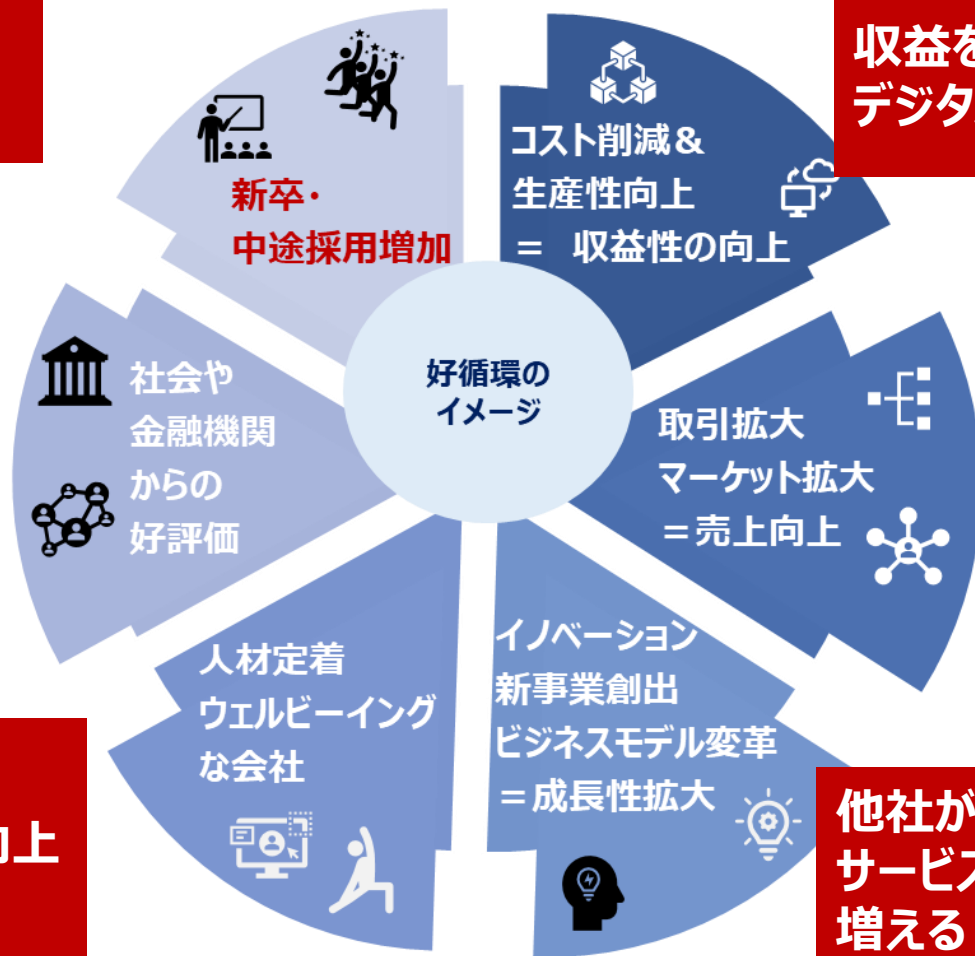 収益を
デジタ
コスト削減&
生産性向上
= 収益性の向上
取引拡大
マーケット拡大
=売上向上
イノベーション
新事業創出
ビジネスモデル変革
=成長性拡大
他社が
サービス
増える
人材定着
ウェルビーイング
な会社
向上
社会や
金融機関
からの
好評価
新卒・
中途採用増加
好循環の
イメージ